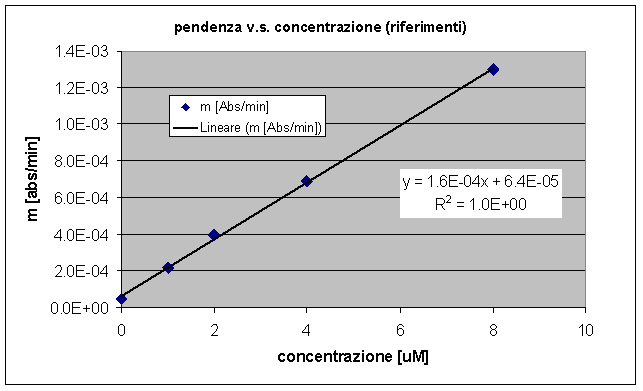 pendenza v.s. concentrazione (riferimenti)
1.4E-03
1.2E-03
1.0E-03
8.0E-04
6.0E-04
4.0E-04
2.0E-04
0.0E+00
m [abs/min]
m [Abs/min]
Lineare (m [Abs/min])
y = 1.6E-04x + 6.4E-05
R² = 1.0E+00
0 2 4 6 8 10
concentrazione [uM]